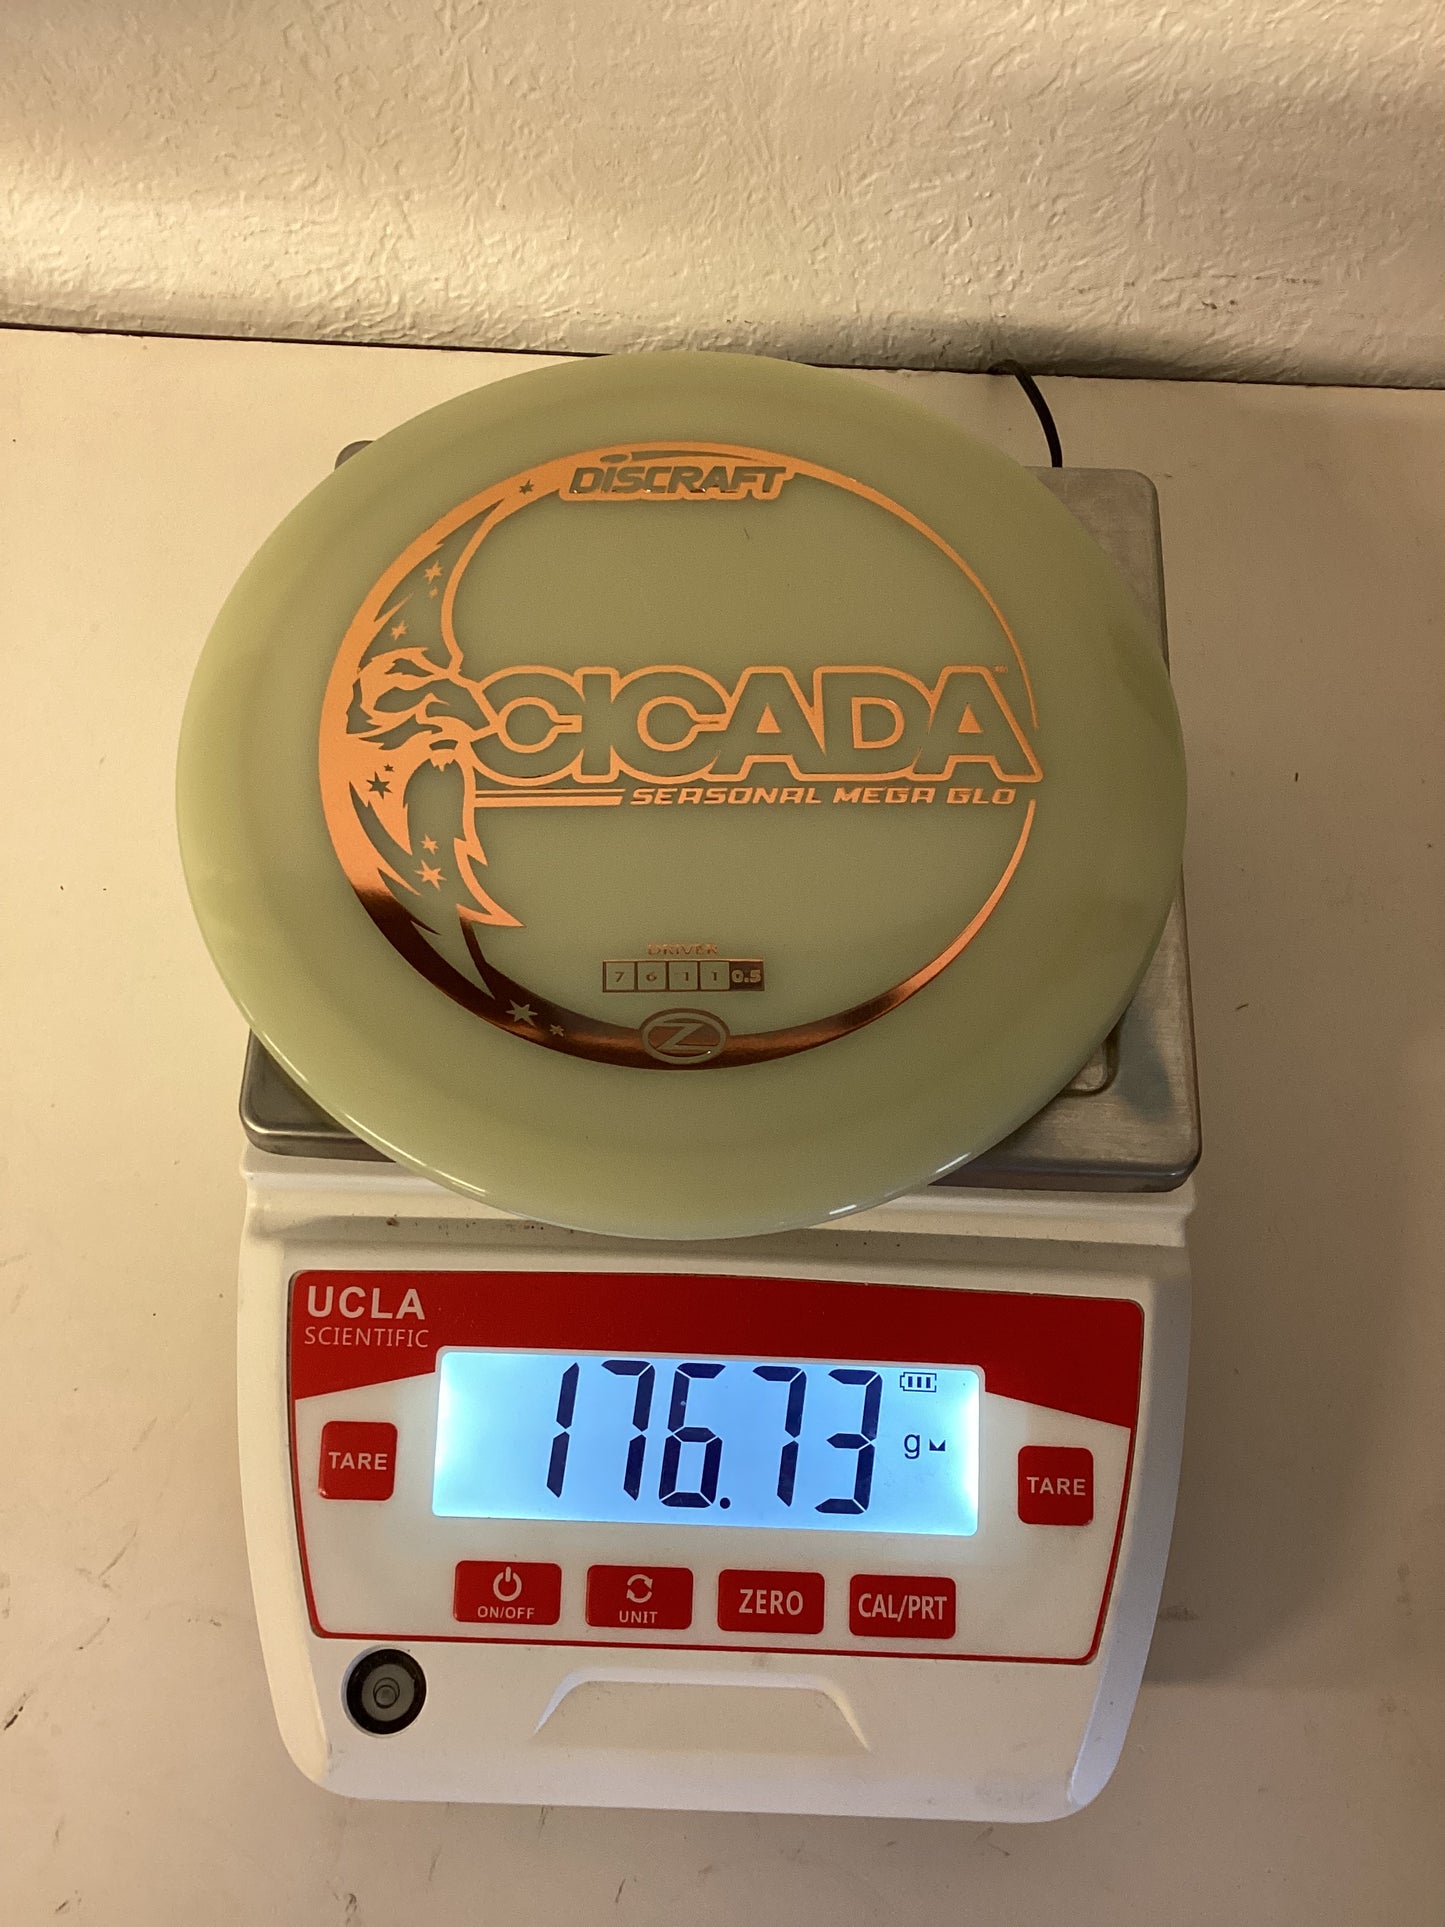 DISCRAFT
CICADA™
SEASONAL MEGA GLO
DRIVER
7 6 -1 1 0.5
Z
UCLA
SCIENTIFIC
176.73
g
TARE
TARE
ON/OFF
UNIT
ZERO
CAL/PRT